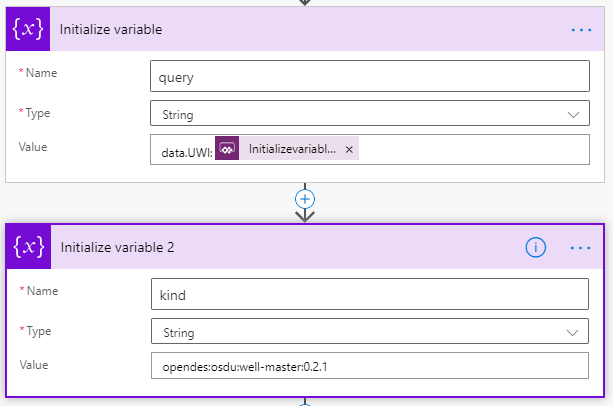 {x} Initialize variable ...
* Name query
* Type String
Value data.UWI: Initializevariabl... ×
+
{x} Initialize variable 2 i ...
* Name kind
* Type String
Value opendes:osdu:well-master:0.2.1